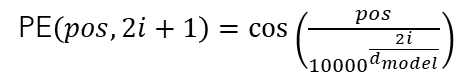 PE(pos, 2i + 1) = cos(pos / 10000^(2i / d_model))